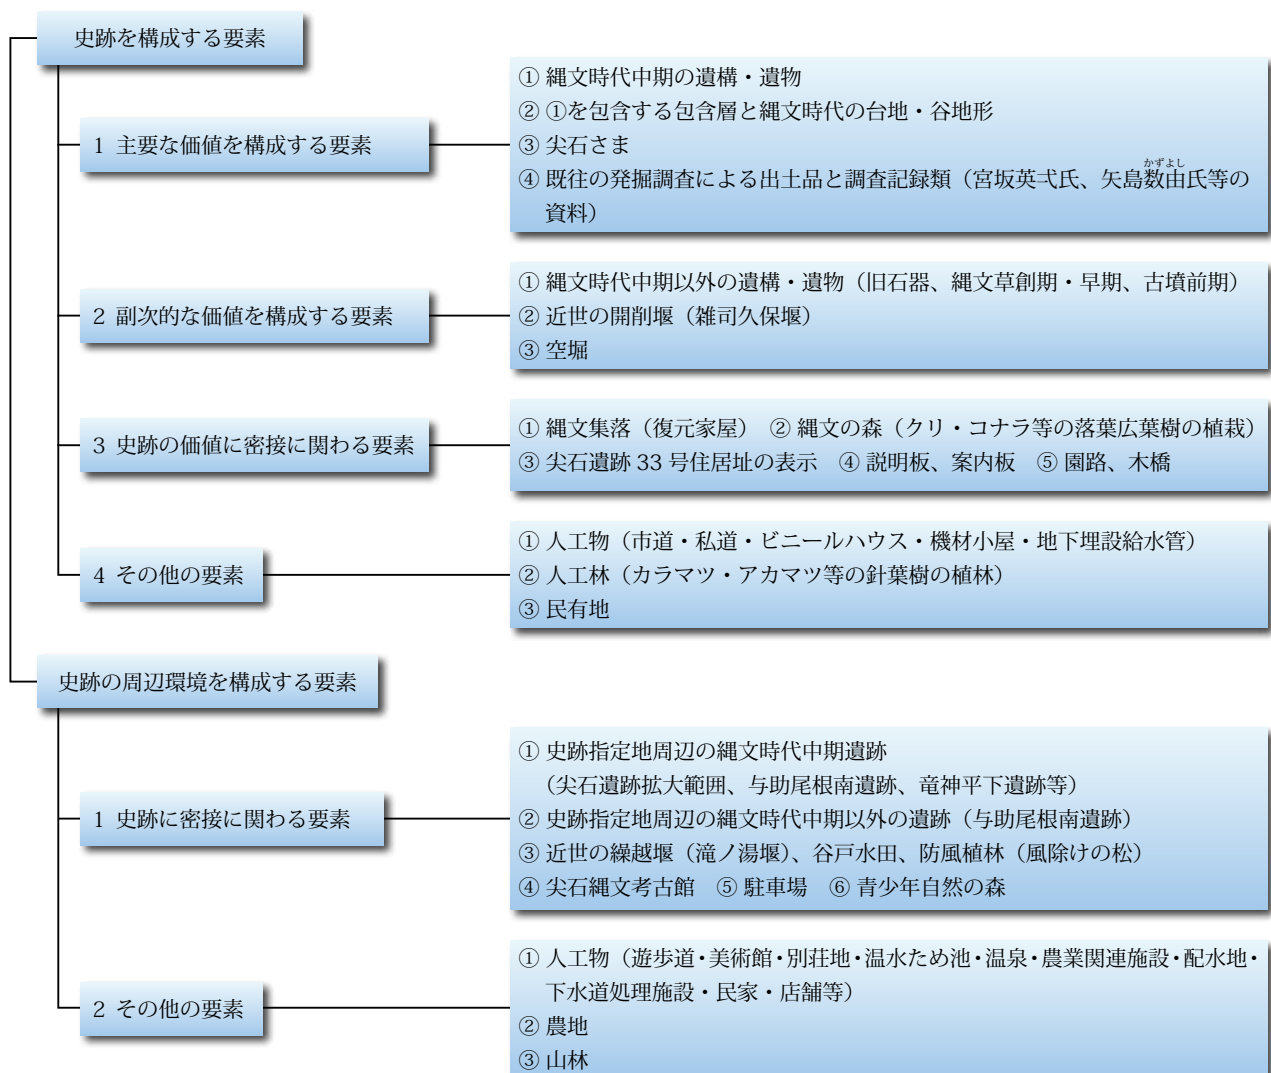 史跡を構成する要素
1 主要な価値を構成する要素
① 縄文時代中期の遺構・遺物
② ①を包含する包含層と縄文時代の台地・谷地形
③ 尖石さま
かずよし
④ 既往の発掘調査による出土品と調査記録類（宮坂英弌氏、矢島数由氏等の
資料）
2 副次的な価値を構成する要素
① 縄文時代中期以外の遺構・遺物（旧石器、縄文草創期・早期、古墳前期）
② 近世の開削堰（雑司久保堰）
③ 空堀
3 史跡の価値に密接に関わる要素
① 縄文集落（復元家屋） ② 縄文の森（クリ・コナラ等の落葉広葉樹の植栽）
③ 尖石遺跡 33 号住居址の表示 ④ 説明板、案内板 ⑤ 園路、木橋
4 その他の要素
① 人工物（市道・私道・ビニールハウス・機材小屋・地下埋設給水管）
② 人工林（カラマツ・アカマツ等の針葉樹の植林）
③ 民有地
史跡の周辺環境を構成する要素
1 史跡に密接に関わる要素
① 史跡指定地周辺の縄文時代中期遺跡
（尖石遺跡拡大範囲、与助尾根南遺跡、竜神平下遺跡等）
② 史跡指定地周辺の縄文時代中期以外の遺跡（与助尾根南遺跡）
③ 近世の繰越堰（滝ノ湯堰）、谷戸水田、防風植林（風除けの松）
④ 尖石縄文考古館 ⑤ 駐車場 ⑥ 青少年自然の森
2 その他の要素
① 人工物（遊歩道・美術館・別荘地・温水ため池・温泉・農業関連施設・配水地・
下水道処理施設・民家・店舗等）
② 農地
③ 山林